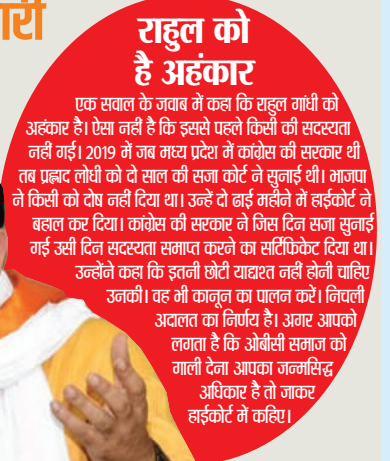 ारी
राहुल को
है अहंकार
एक सवाल के जवाब में कहा कि राहुल गांधी को
अहंकार है। ऐसा नहीं है कि इससे पहले किसी की सदस्यता
नहीं गई। 2019 में जब मध्य प्रदेश में कांग्रेस की सरकार थी
तब प्रह्लाद लोधी को दो साल की सजा कोर्ट ने सुनाई थी। भाजपा
ने किसी को दोष नहीं दिया था। उन्हें दो ढाई महीने में हाईकोर्ट ने
बहाल कर दिया। कांग्रेस की सरकार ने जिस दिन सजा सुनाई
गई उसी दिन सदस्यता समाप्त करने का सर्टिफिकेट दिया था।
उन्होंने कहा कि इतनी छोटी याद्दाश्त नहीं होनी चाहिए
उनकी। वह भी कानून का पालन करें। निचली
अदालत का निर्णय है। अगर आपको
लगता है कि ओबीसी समाज को
गाली देना आपका जन्मसिद्ध
अधिकार है तो जाकर
हाईकोर्ट में कहिए।